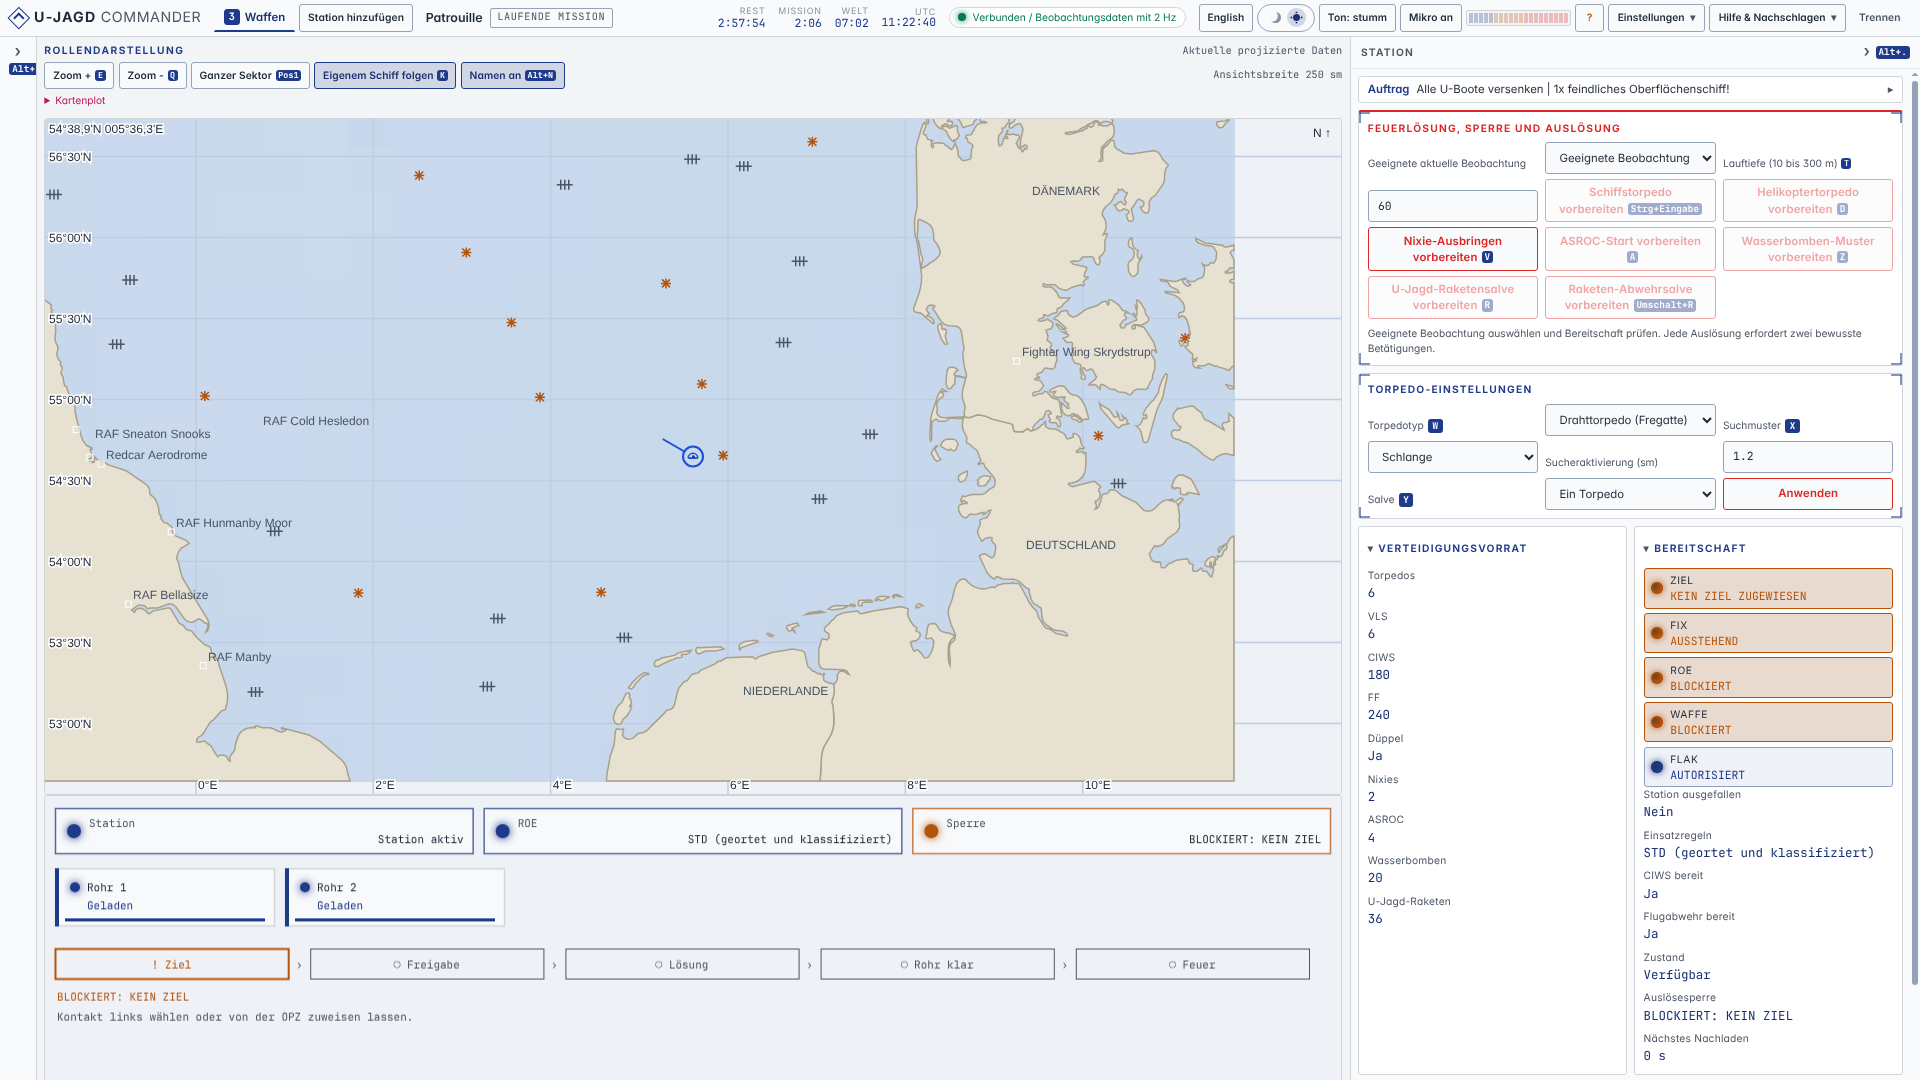 U-JAGD COMMANDER
3 Waffen
Station hinzufügen
Patrouille
LAUFENDE MISSION
REST
2:57:54
MISSION
2:06
WELT
07:02
UTC
11:22:40
Verbunden / Beobachtungsdaten mit 2 Hz
English
Ton: stumm
Mikro an
?
Einstellungen ▾
Hilfe & Nachschlagen ▾
Trennen
Alt+
ROLLENDARSTELLUNG
Aktuelle projizierte Daten
Zoom + E
Zoom - Q
Ganzer Sektor Pos1
Eigenem Schiff folgen K
Namen an Alt+N
Ansichtsbreite 250 sm
▶ Kartenplot
54°38,9'N 005°36,3'E
N ↑
56°30'N
56°00'N
55°30'N
55°00'N
54°30'N
54°00'N
53°30'N
53°00'N
0°E
2°E
4°E
6°E
8°E
10°E
DÄNEMARK
Fighter Wing Skrydstrup
RAF Cold Hesledon
RAF Sneaton Snooks
Redcar Aerodrome
RAF Hunmanby Moor
DEUTSCHLAND
RAF Bellasize
RAF Manby
NIEDERLANDE
Station
Station aktiv
ROE
STD (geortet und klassifiziert)
Sperre
BLOCKIERT: KEIN ZIEL
Rohr 1
Geladen
Rohr 2
Geladen
! Ziel
›
Freigabe
›
Lösung
›
Rohr klar
›
Feuer
BLOCKIERT: KEIN ZIEL
Kontakt links wählen oder von der OPZ zuweisen lassen.
STATION
Alt+.
Auftrag Alle U-Boote versenken | 1x feindliches Oberflächenschiff!
FEUERLÖSUNG, SPERRE UND AUSLÖSUNG
Geeignete aktuelle Beobachtung
Geeignete Beobachtung
Lauftiefe (10 bis 300 m) T
60
Schiffstorpedo
vorbereiten Strg+Eingabe
Helikoptertorpedo
vorbereiten D
Nixie-Ausbringen
vorbereiten V
ASROC-Start vorbereiten
A
Wasserbomben-Muster
vorbereiten Z
U-Jagd-Raketensalve
vorbereiten R
Raketen-Abwehrsalve
vorbereiten Umschalt+R
Geeignete Beobachtung auswählen und Bereitschaft prüfen. Jede Auslösung erfordert zwei bewusste
Betätigungen.
TORPEDO-EINSTELLUNGEN
Torpedotyp W
Drahttorpedo (Fregatte)
Suchmuster X
Schlange
Sucheraktivierung (sm)
1.2
Salve Y
Ein Torpedo
Anwenden
▾ VERTEIDIGUNGSVORRAT
Torpedos
6
VLS
6
CIWS
180
FF
240
Düppel
Ja
Nixies
2
ASROC
4
Wasserbomben
20
U-Jagd-Raketen
36
▾ BEREITSCHAFT
ZIEL
KEIN ZIEL ZUGEWIESEN
FIX
AUSSTEHEND
ROE
BLOCKIERT
WAFFE
BLOCKIERT
FLAK
AUTORISIERT
Station ausgefallen
Nein
Einsatzregeln
STD (geortet und klassifiziert)
CIWS bereit
Ja
Flugabwehr bereit
Ja
Zustand
Verfügbar
Auslösesperre
BLOCKIERT: KEIN ZIEL
Nächstes Nachladen
0 s